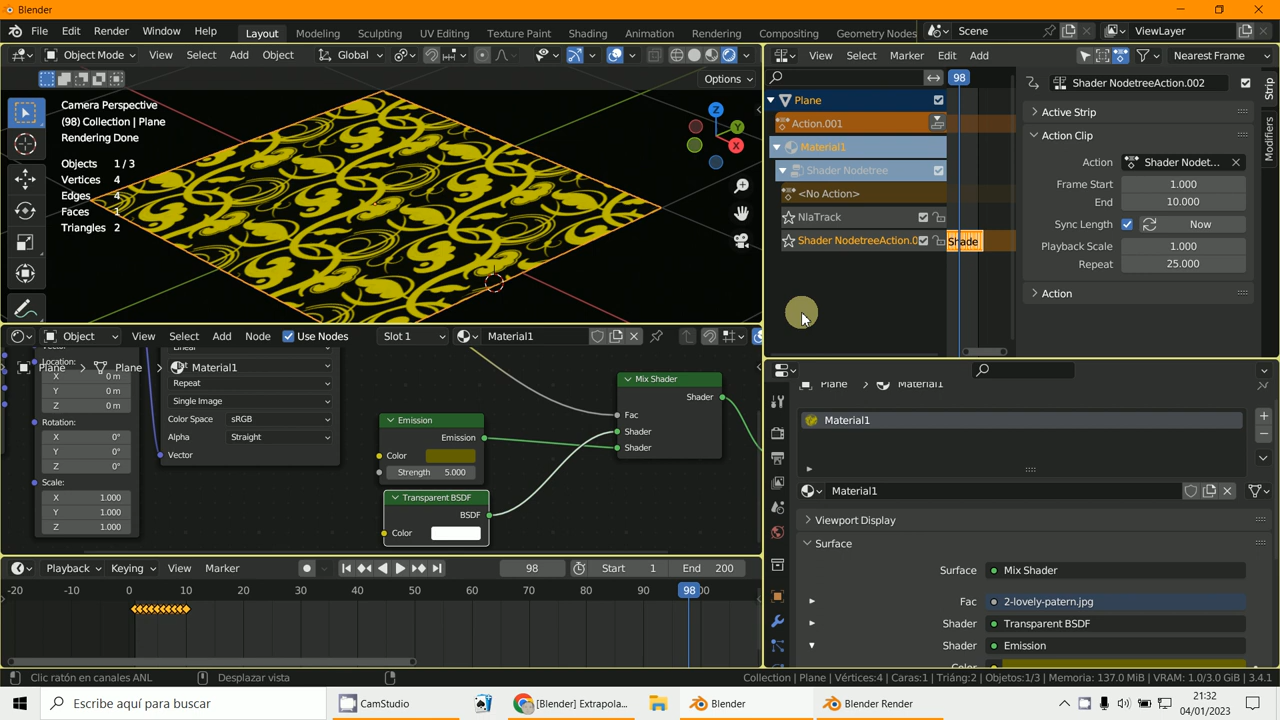 Blender
File Edit Render Window Help Layout Modeling Sculpting UV Editing Texture Paint Shading Animation Rendering Compositing Geometry Nodes Scene ViewLayer
Object Mode View Select Add Object Global
Options
Camera Perspective
(98) Collection | Plane
Rendering Done
Objects 1 / 3
Vertices 4
Edges 4
Faces 1
Triangles 2
Z
Y
X
View Select Marker Edit Add Nearest Frame
98
Plane
Action.001
Material1
Shader Nodetree
<No Action>
NlaTrack
Shader NodetreeAction.0
Shade
Shader NodetreeAction.002
Active Strip
Action Clip
Action Shader Nodet...
Frame Start 1.000
End 10.000
Sync Length Now
Playback Scale 1.000
Repeat 25.000
Action
Strip
Modifiers
Object View Select Add Node Use Nodes Slot 1 Material1
Plane Plane Material1
Location:
X 0 m
Y 0 m
Z 0 m
Rotation:
X 0°
Y 0°
Z 0°
Scale:
X 1.000
Y 1.000
Z 1.000
Repeat
Single Image
Color Space sRGB
Alpha Straight
Vector
Emission
Emission
Color
Strength 5.000
Transparent BSDF
BSDF
Color
Mix Shader
Shader
Fac
Shader
Shader
Plane Material1
Material1
Material1
Viewport Display
Surface
Surface Mix Shader
Fac 2-lovely-patern.jpg
Shader Transparent BSDF
Shader Emission
Playback Keying View Marker 98 Start 1 End 200
-20 -10 0 10 20 30 40 50 60 70 80 98 00
Clic ratón en canales ANL Desplazar vista Collection | Plane | Vértices:4 | Caras:1 | Triáng:2 | Objetos:1/3 | Memoria: 137.0 MiB | VRAM: 1.0/3.0 GiB | 3.4.1
Escribe aquí para buscar CamStudio [Blender] Extrapola... Blender Blender Render
21:32
04/01/2023